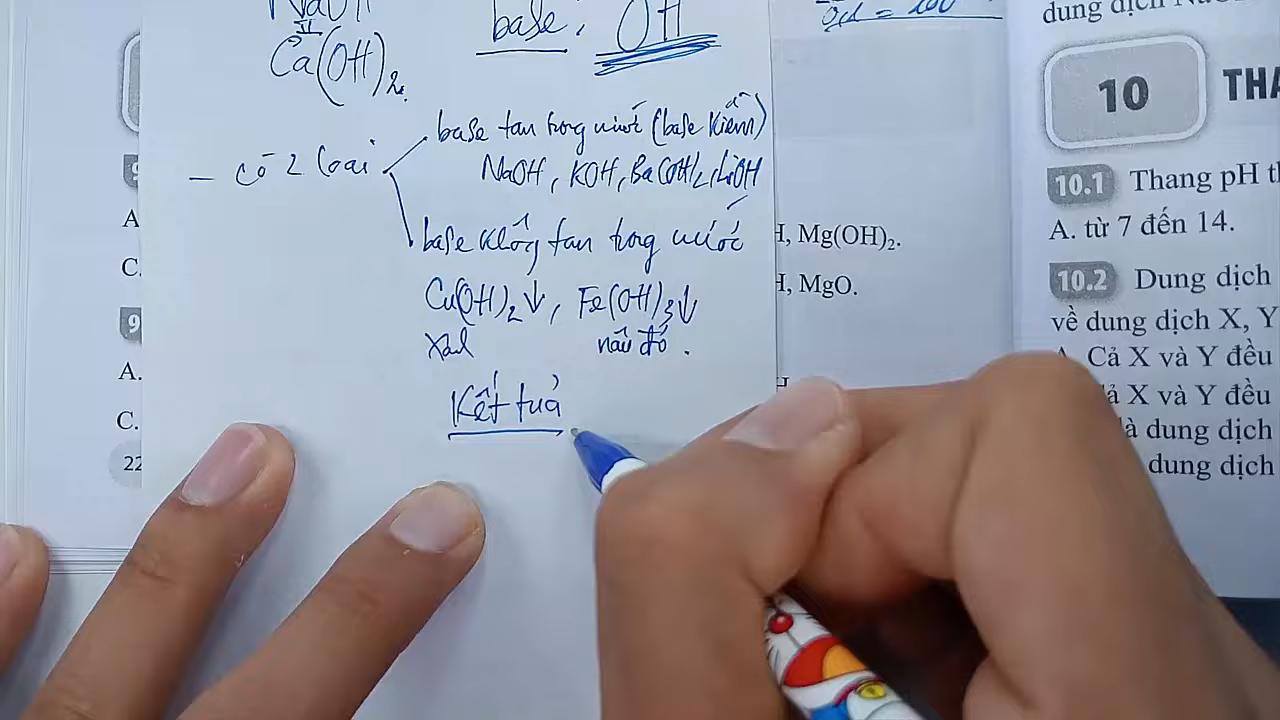 NaOH
base : OH
II
Ca(OH)2
- có 2 loại
base tan trong nước (base kiềm)
NaOH, KOH, Ba(OH)2, LiOH
base không tan trong nước
Cu(OH)2↓, Fe(OH)3↓
xanh nâu đỏ.
Kết tủa
9
A
C.
9
A.
C.
22
H, Mg(OH)2.
H, MgO.
dung dịch
10 THA
10.1 Thang pH t
A. từ 7 đến 14.
10.2 Dung dịch
về dung dịch X, Y
A. Cả X và Y đều
ả X và Y đều
à dung dịch
dung dịch